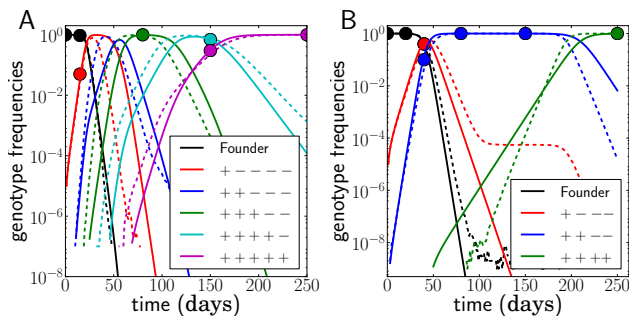 A
genotype frequencies
10^0
10^-2
10^-4
10^-6
10^-8
0 50 100 150 200 250
time (days)
Founder
+ − − − −
+ + − − −
+ + + − −
+ + + + −
+ + + + +
B
genotype frequencies
10^0
10^-2
10^-4
10^-6
10^-8
0 50 100 150 200 250
time (days)
Founder
+ − − −
+ + − −
+ + + +